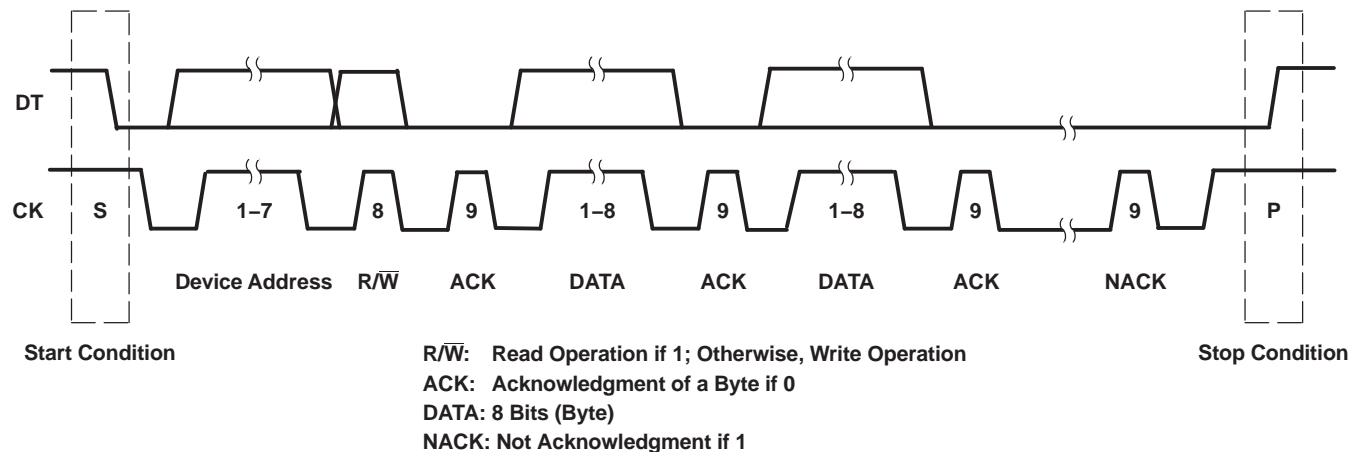 DT
CK S 1–7 8 9 1–8 9 1–8 9 9 P
Device Address R/W̅ ACK DATA ACK DATA ACK NACK
Start Condition
Stop Condition
R/W̅: Read Operation if 1; Otherwise, Write Operation
ACK: Acknowledgment of a Byte if 0
DATA: 8 Bits (Byte)
NACK: Not Acknowledgment if 1